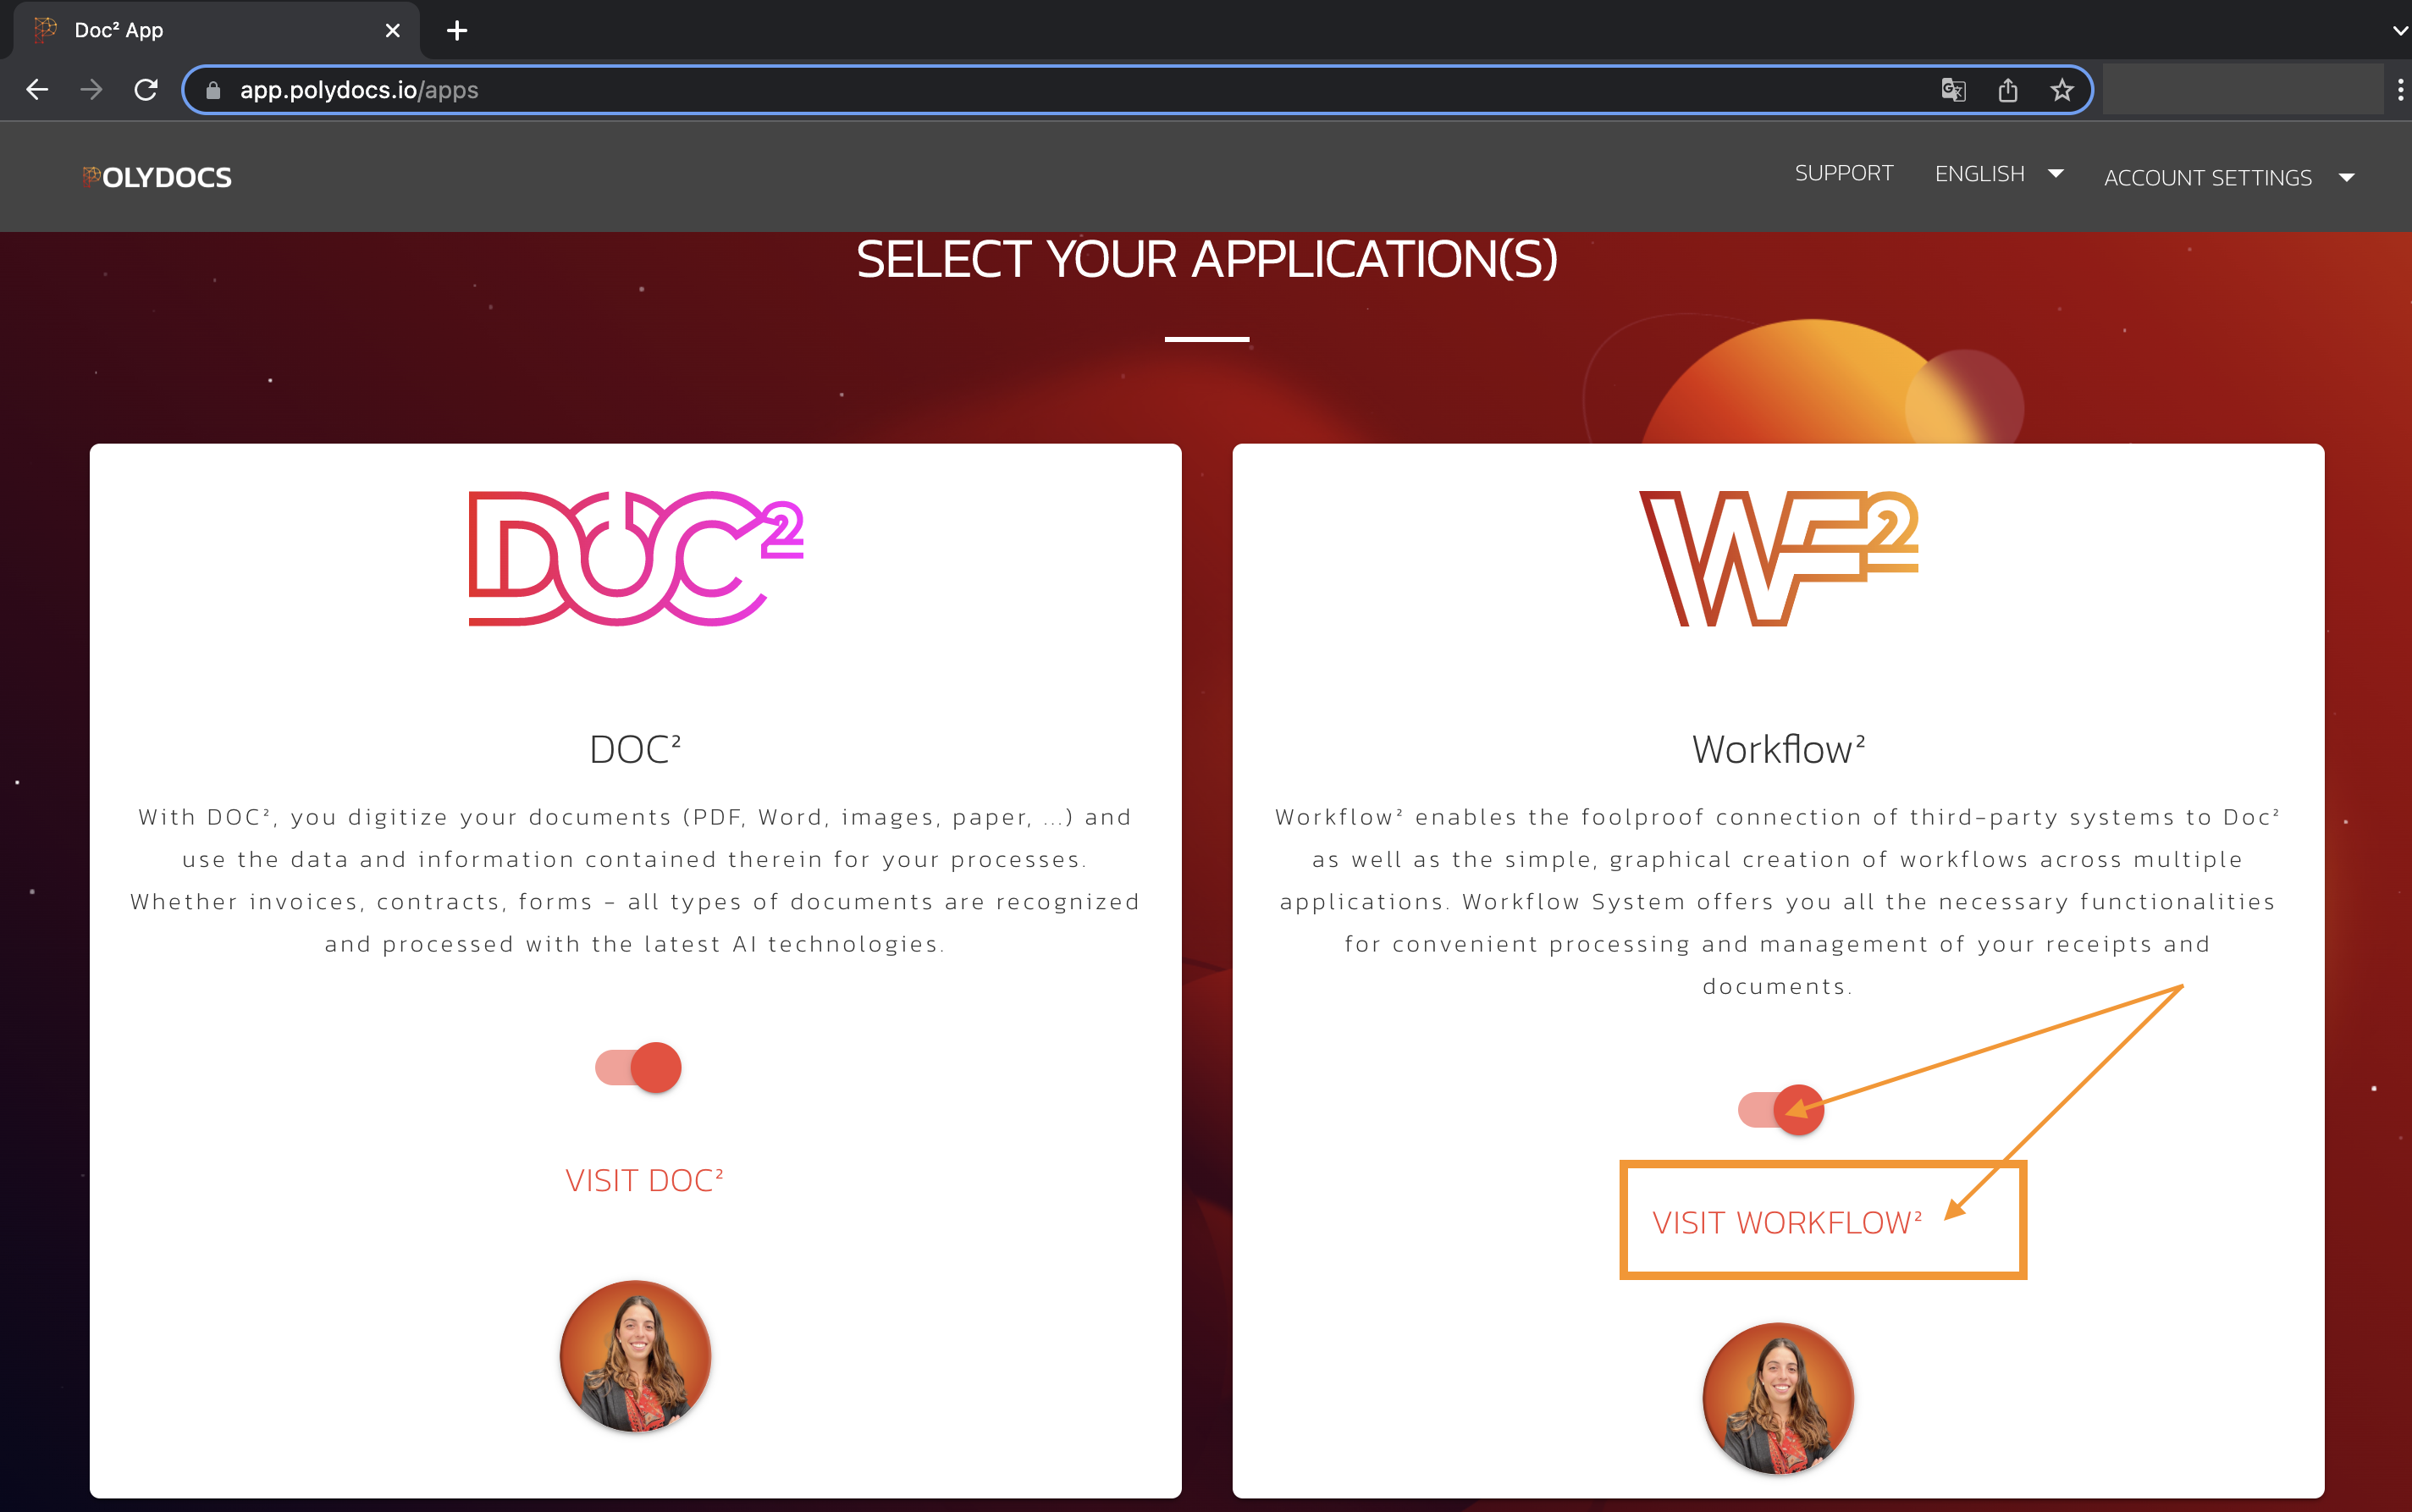 Doc² App
app.polydocs.io/apps
POLYDOCS
SUPPORT
ENGLISH
ACCOUNT SETTINGS
SELECT YOUR APPLICATION(S)
DOC²
DOC²
With DOC², you digitize your documents (PDF, Word, images, paper, ...) and
use the data and information contained therein for your processes.
Whether invoices, contracts, forms - all types of documents are recognized
and processed with the latest AI technologies.
VISIT DOC²
WF²
Workflow²
Workflow² enables the foolproof connection of third-party systems to Doc²
as well as the simple, graphical creation of workflows across multiple
applications. Workflow System offers you all the necessary functionalities
for convenient processing and management of your receipts and
documents.
VISIT WORKFLOW²